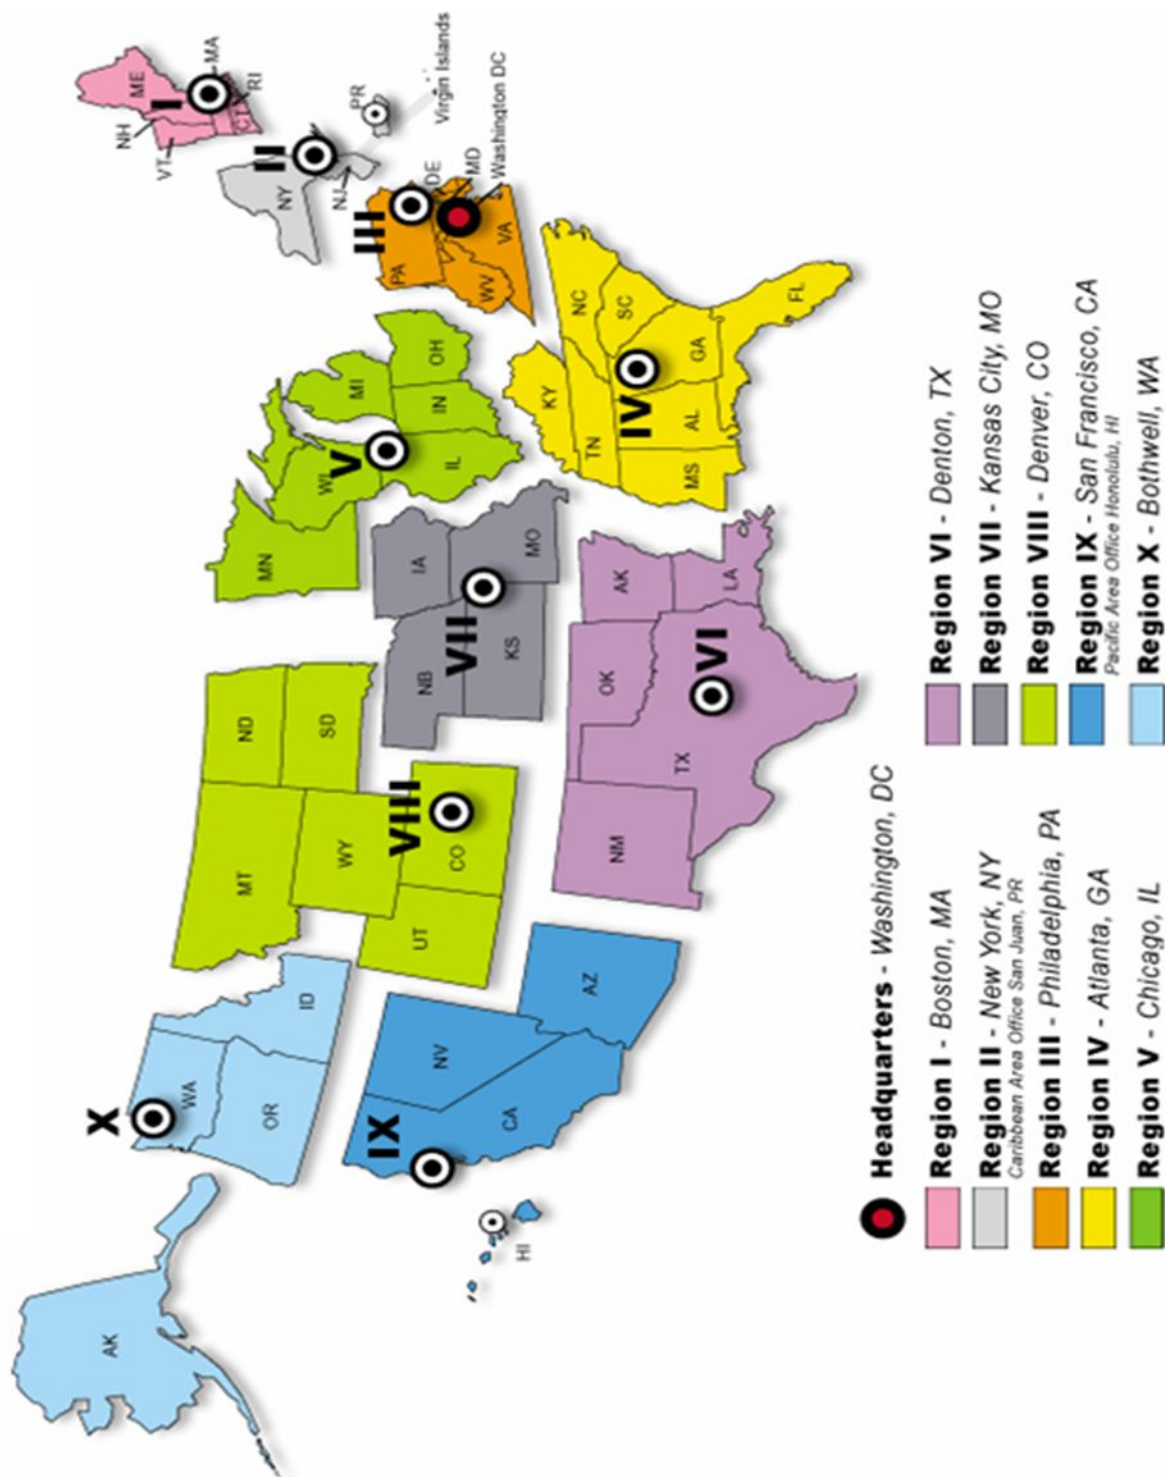 X
WA
OR
ID
AK
IX
NV
CA
AZ
HI
VIII
MT
ND
SD
WY
UT
CO
VII
NB
IA
KS
MO
VI
NM
TX
OK
AK
LA
V
MN
WI
MI
IL
IN
OH
IV
KY
TN
NC
SC
MS
AL
GA
FL
III
PA
WV
VA
DE
MD
Washington DC
II
NY
NJ
PR
Virgin Islands
I
ME
NH
VT
MA
RI
CT
Headquarters - Washington, DC
Region I - Boston, MA
Region II - New York, NY
Caribbean Area Office San Juan, PR
Region III - Philadelphia, PA
Region IV - Atlanta, GA
Region V - Chicago, IL
Region VI - Denton, TX
Region VII - Kansas City, MO
Region VIII - Denver, CO
Region IX - San Francisco, CA
Pacific Area Office Honolulu, HI
Region X - Bothwell, WA